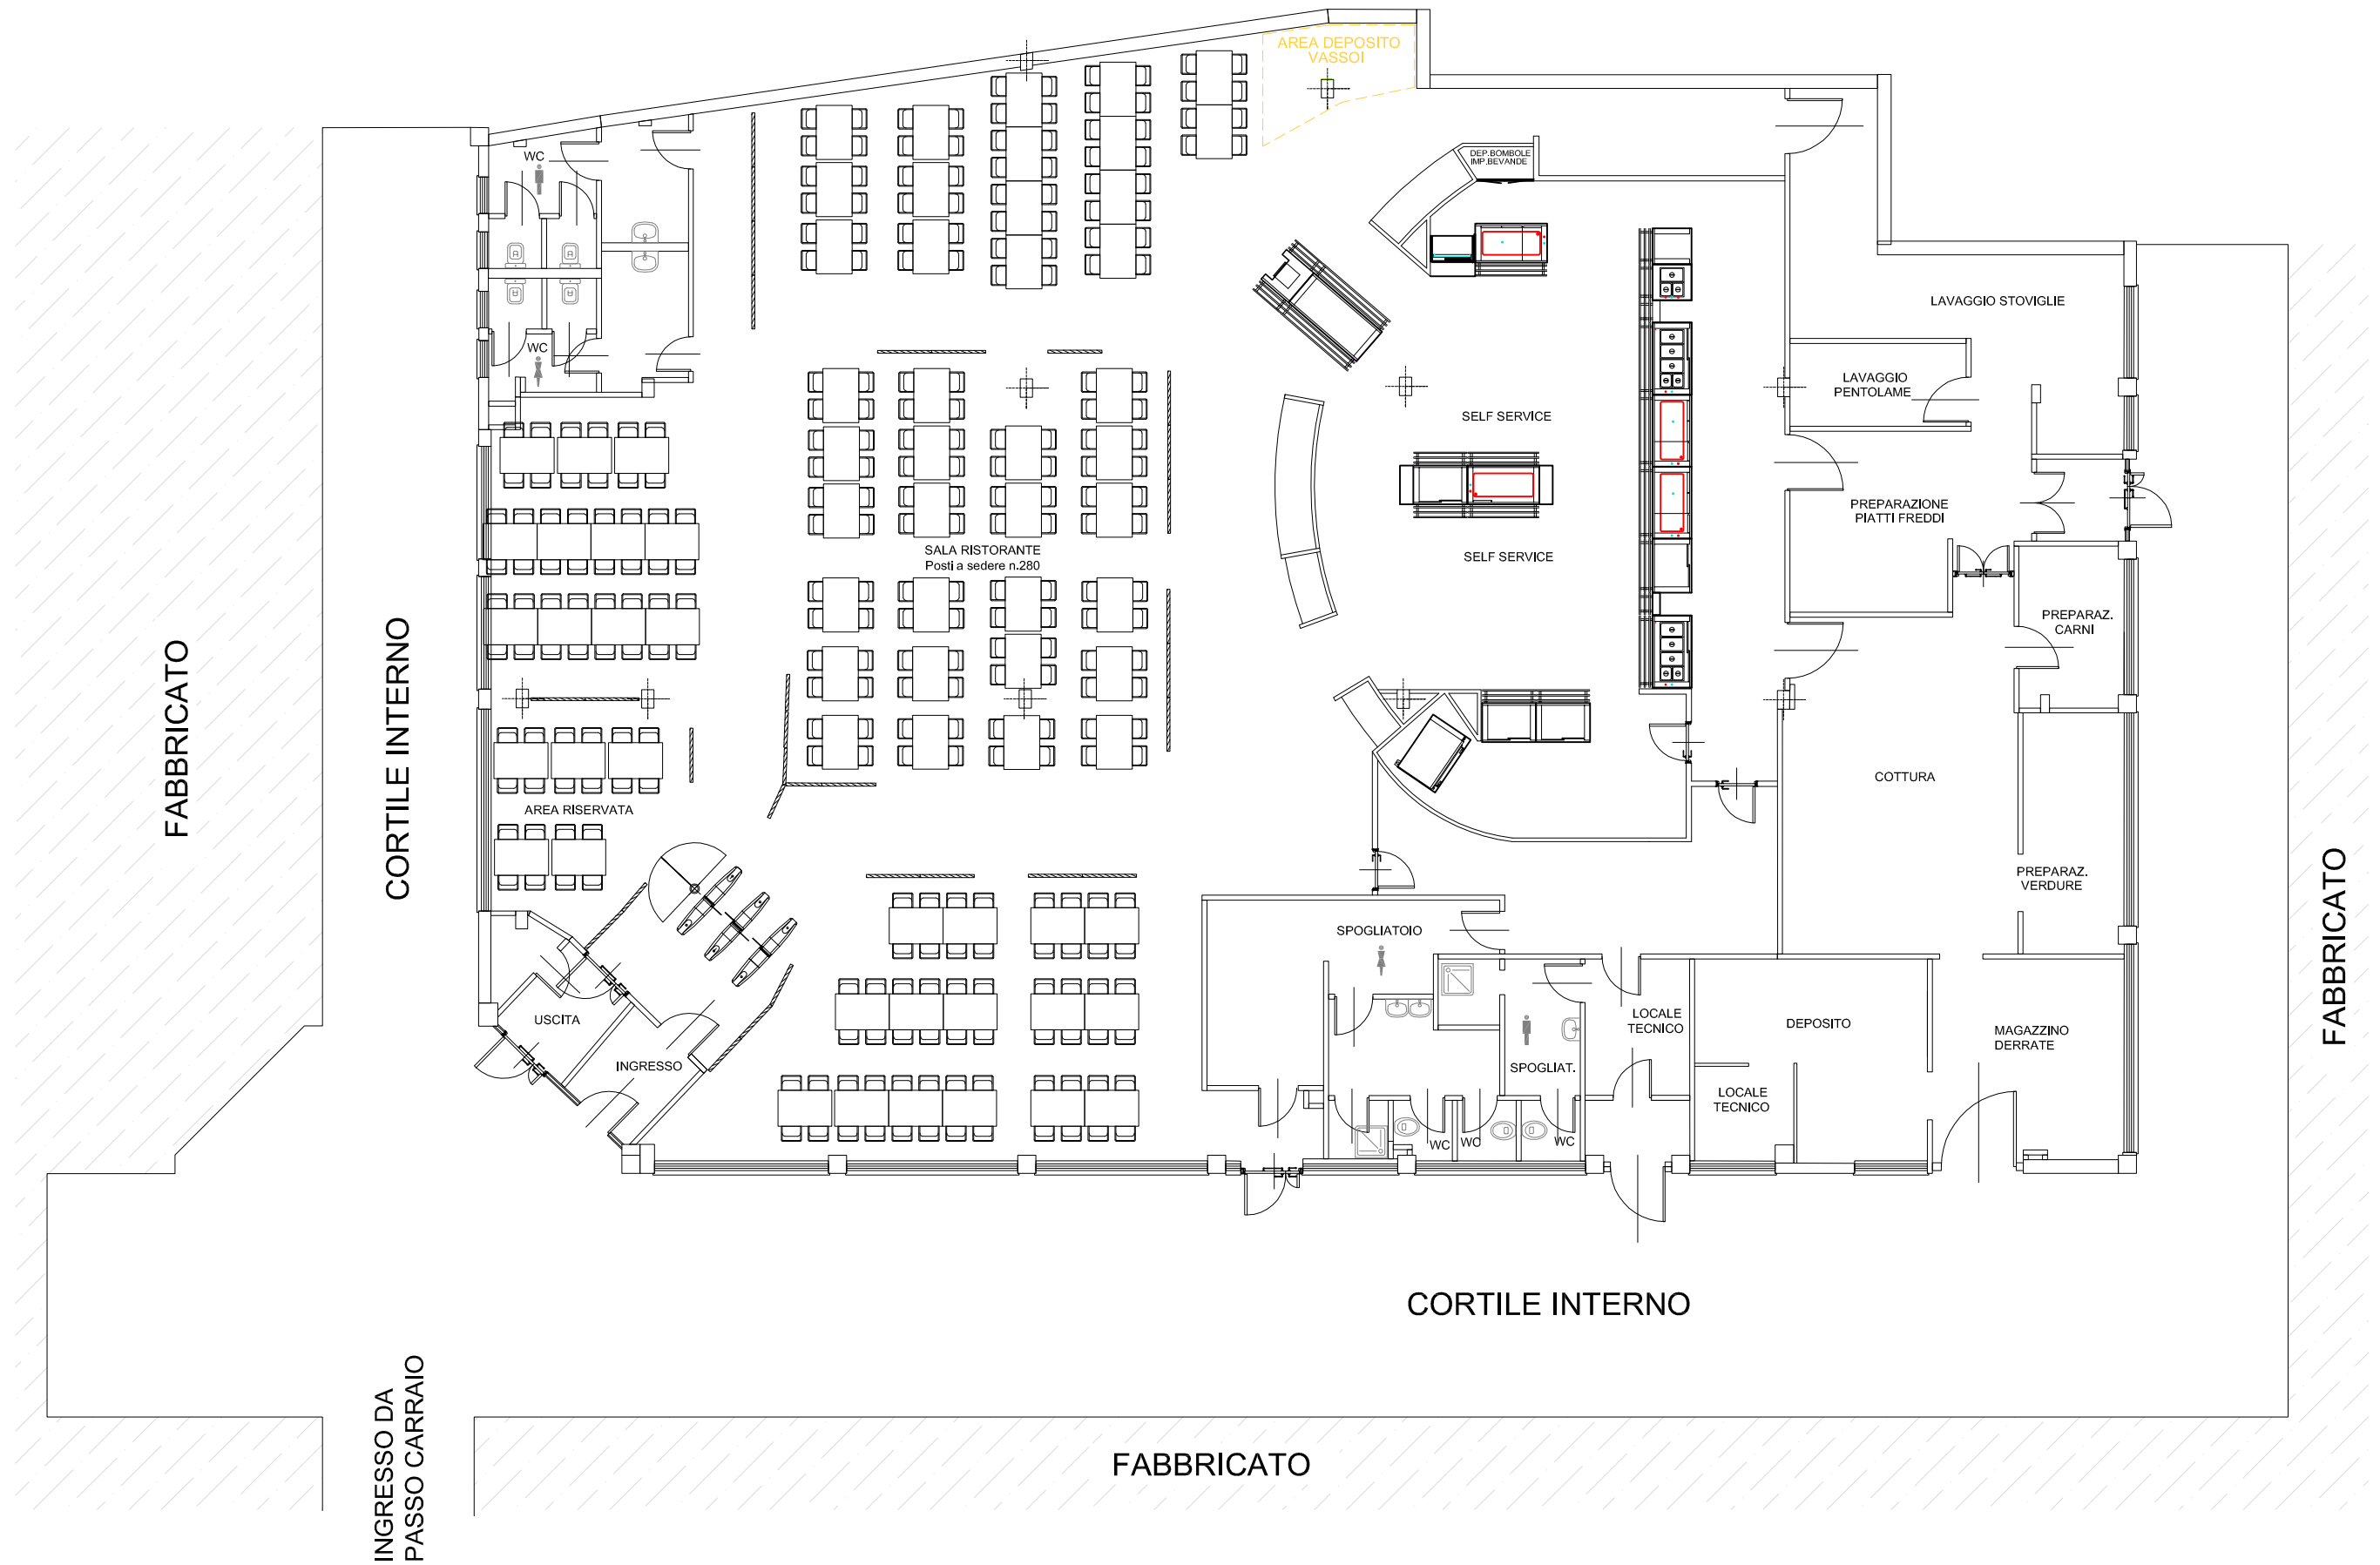 AREA DEPOSITO
VASSOI
WC
DEP.BOMBOLE
IMP.BEVANDE
LAVAGGIO STOVIGLIE
WC
LAVAGGIO
PENTOLAME
SELF SERVICE
PREPARAZIONE
PIATTI FREDDI
SALA RISTORANTE
Posti a sedere n.280
SELF SERVICE
PREPARAZ.
CARNI
FABBRICATO
CORTILE INTERNO
COTTURA
AREA RISERVATA
PREPARAZ.
VERDURE
FABBRICATO
SPOGLIATOIO
USCITA
LOCALE
TECNICO
DEPOSITO
MAGAZZINO
DERRATE
INGRESSO
SPOGLIAT.
LOCALE
TECNICO
WC
WC
WC
CORTILE INTERNO
INGRESSO DA
PASSO CARRAIO
FABBRICATO